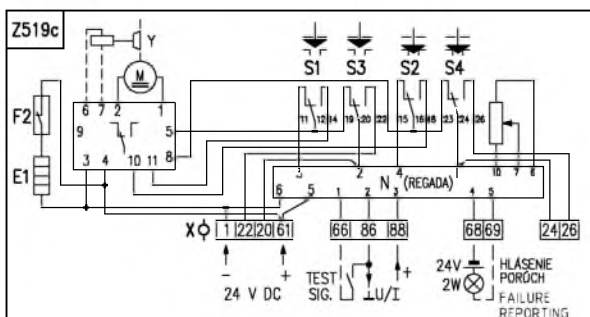 Z519c
Y
M
S1 S3 S2 S4
F2
E1
6 7 2 1
9 5
3 4 10 11 8
11 12 14 19 20 22 15 16 18 23 24 26
3 2 4 1 10 7 8
6 5 N (REGADA)
1 2 3 4 5
X 1 22 20 61 66 86 88 68 69 24 26
- +
24 V DC
TEST
SIG.
⊥U/I
+
24V
2W
HLÁSENIE
PORÚCH
FAILURE
REPORTING